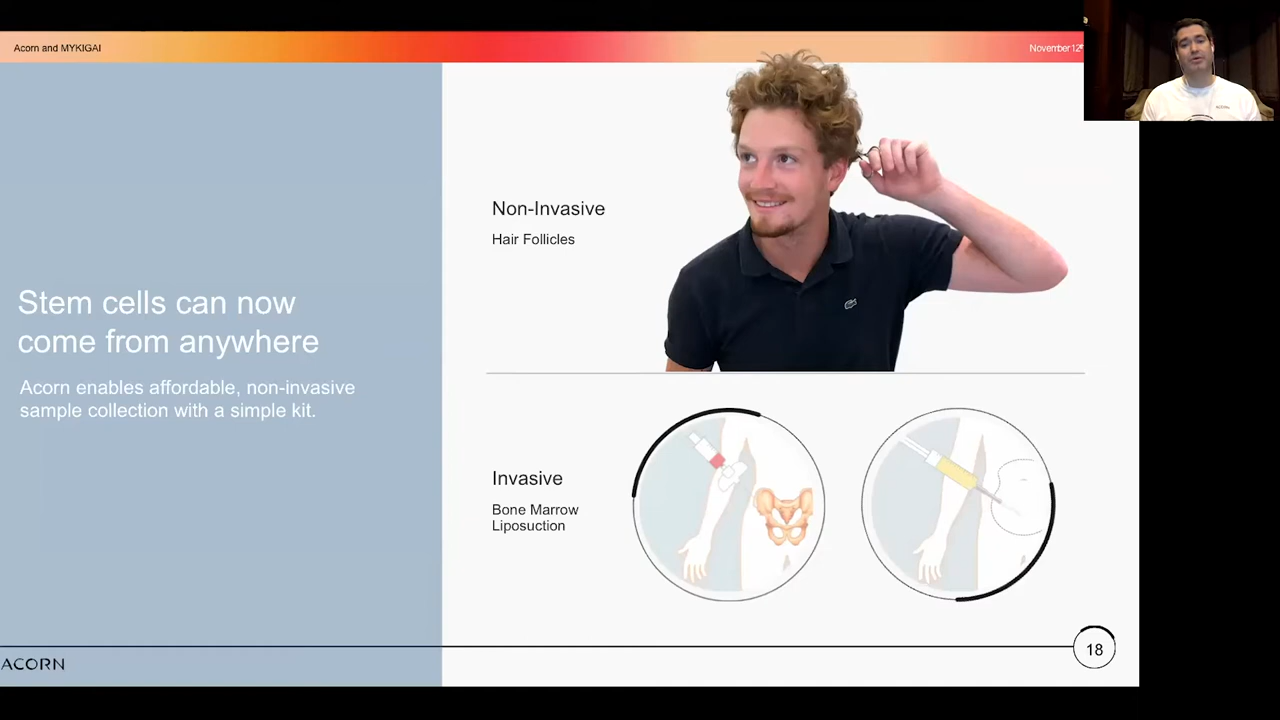 Acorn and MYKIGAI
November 12th
Non-Invasive
Hair Follicles
Stem cells can now
come from anywhere
Acorn enables affordable, non-invasive
sample collection with a simple kit.
Invasive
Bone Marrow
Liposuction
18
ACORN